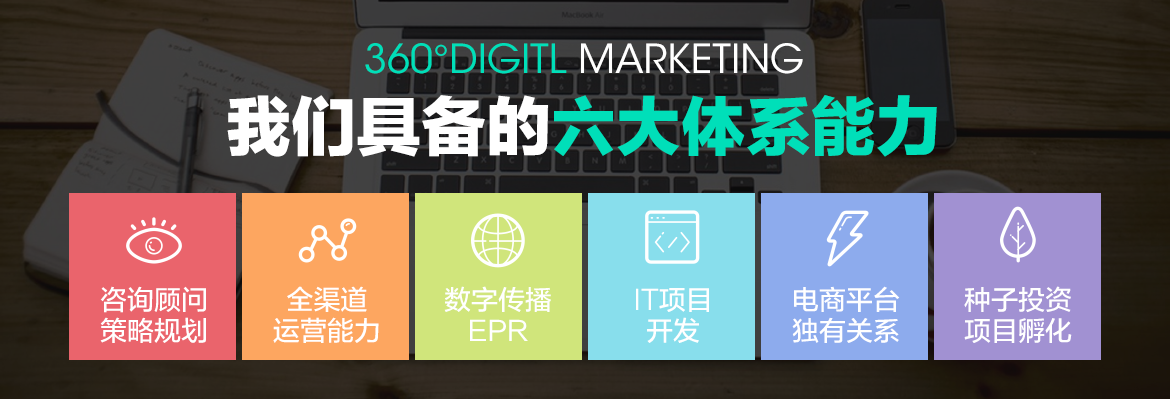 360°DIGITL MARKETING
我们具备的六大体系能力
咨询顾问
策略规划
全渠道
运营能力
数字传播
EPR
IT项目
开发
电商平台
独有关系
种子投资
项目孵化